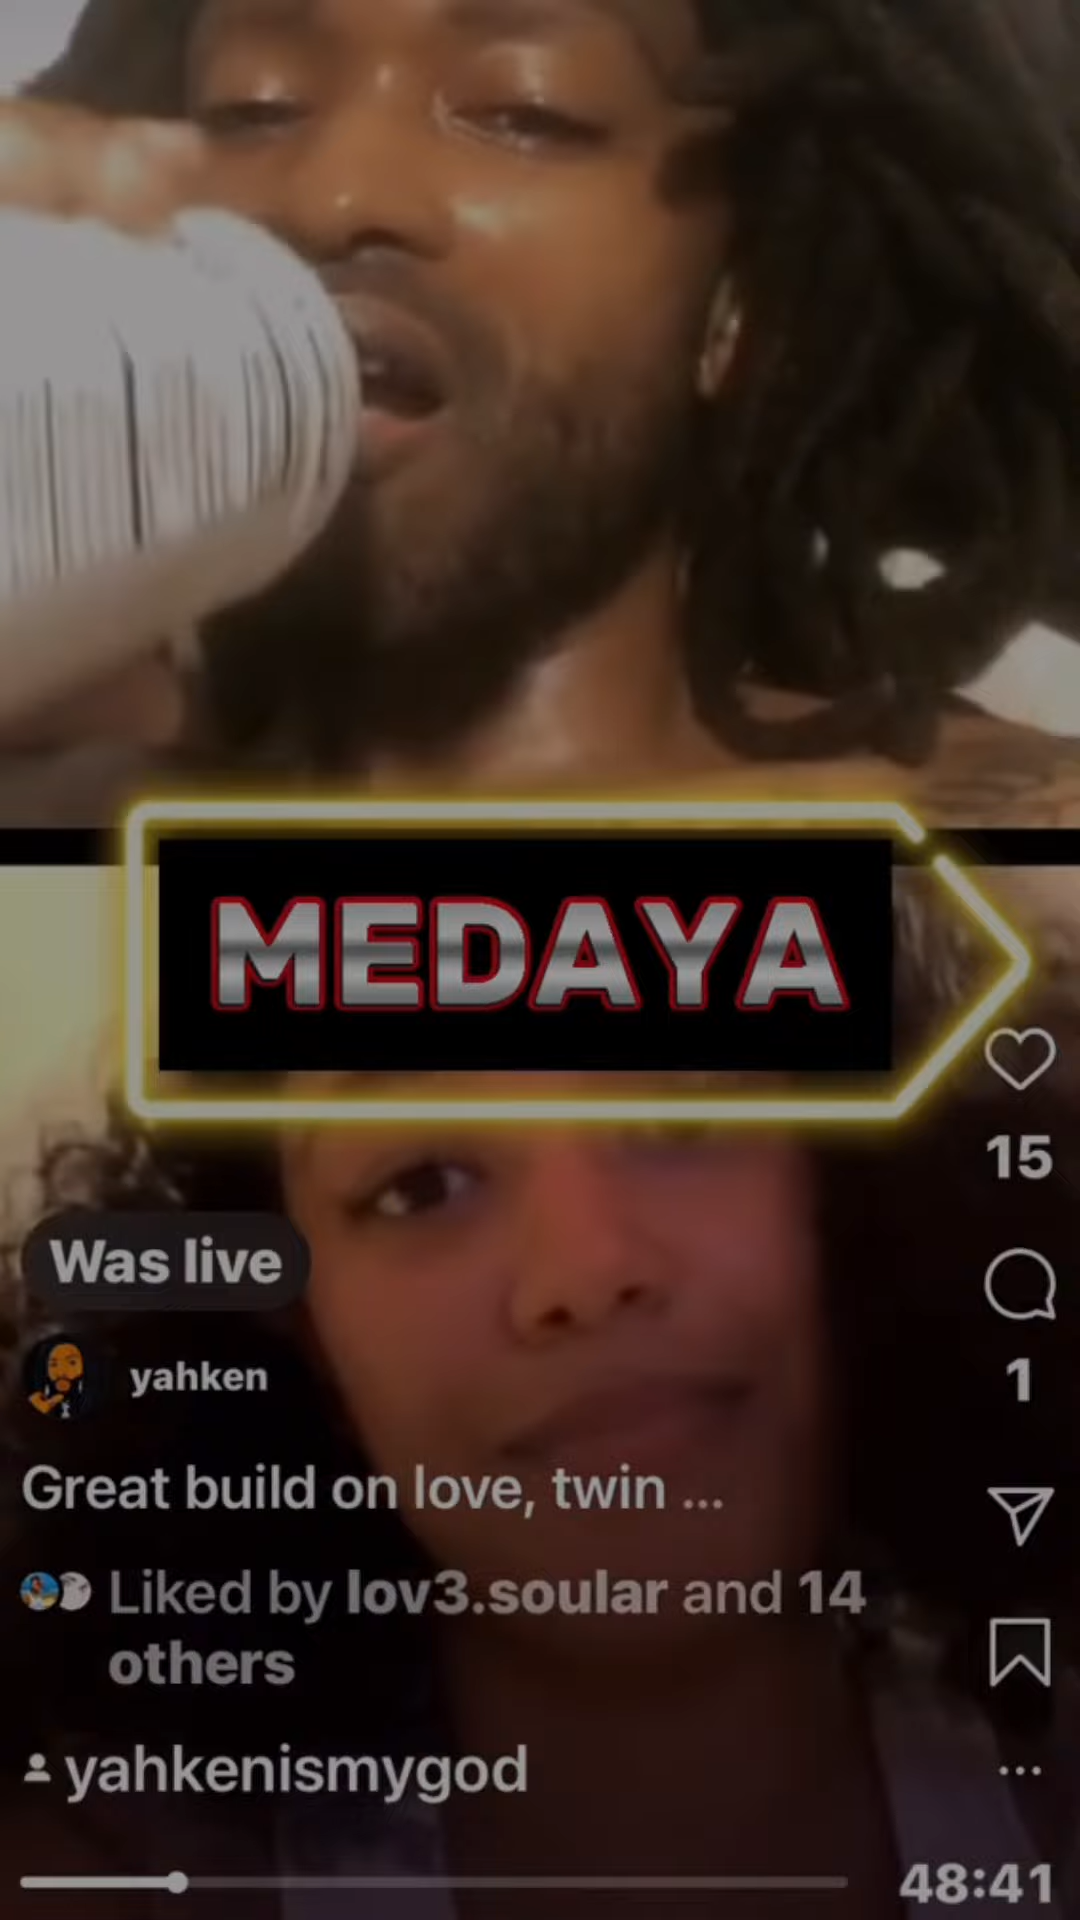 MEDAYA
15
Was live
yahken
1
Great build on love, twin ...
Liked by lov3.soular and 14
others
yahkenismygod
48:41